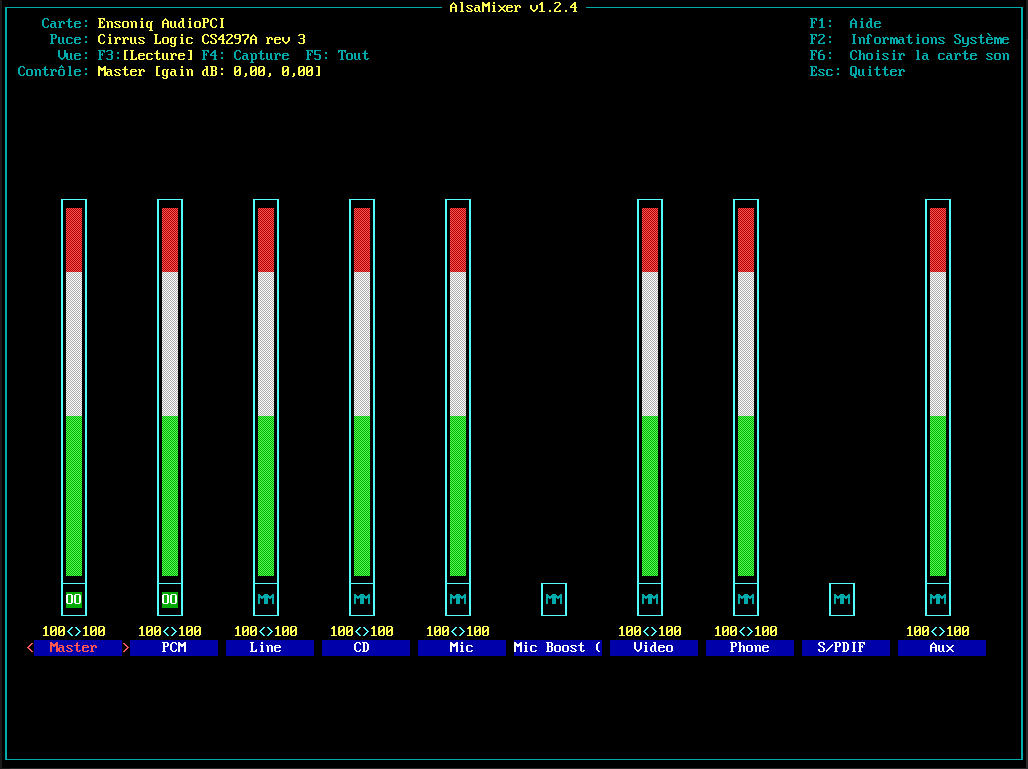 AlsaMixer v1.2.4
Carte: Ensoniq AudioPCI F1: Aide
Puce: Cirrus Logic CS4297A rev 3 F2: Informations Système
Vue: F3:[Lecture] F4: Capture F5: Tout F6: Choisir la carte son
Contrôle: Master [gain dB: 0,00, 0,00] Esc: Quitter
OO OO MM MM MM MM MM MM MM MM
100<>100 100<>100 100<>100 100<>100 100<>100 100<>100 100<>100 100<>100
< Master > PCM Line CD Mic Mic Boost ( Video Phone S/PDIF Aux